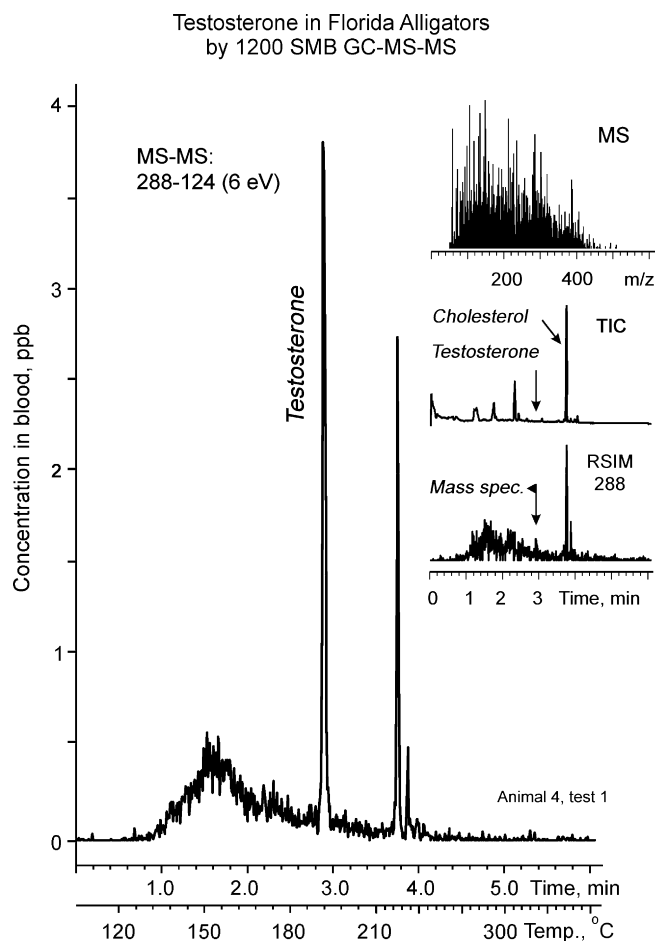 Testosterone in Florida Alligators
by 1200 SMB GC-MS-MS
4
3
2
1
0
Concentration in blood, ppb
MS-MS:
288-124 (6 eV)
Testosterone
MS
200 400 m/z
Cholesterol
TIC
Testosterone
RSIM
288
Mass spec.
0 1 2 3 Time, min
Animal 4, test 1
1.0 2.0 3.0 4.0 5.0 Time, min
120 150 180 210 300 Temp., °C